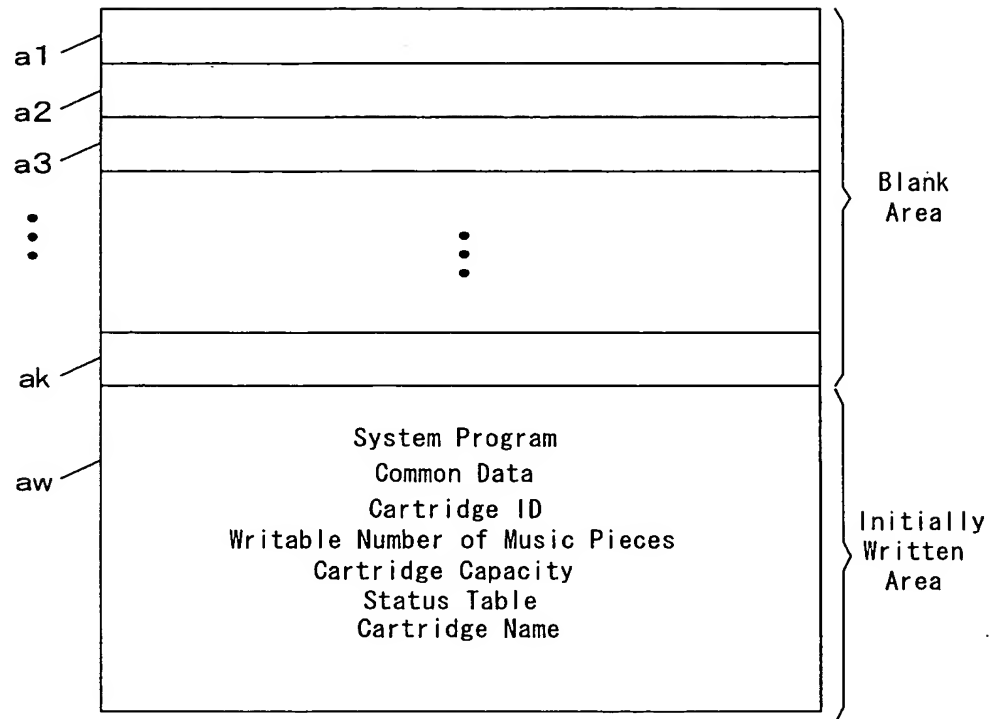 a1
a2
a3
ak
aw
Blank
Area
System Program
Common Data
Cartridge ID
Writable Number of Music Pieces
Cartridge Capacity
Status Table
Cartridge Name
Initially
Written
Area